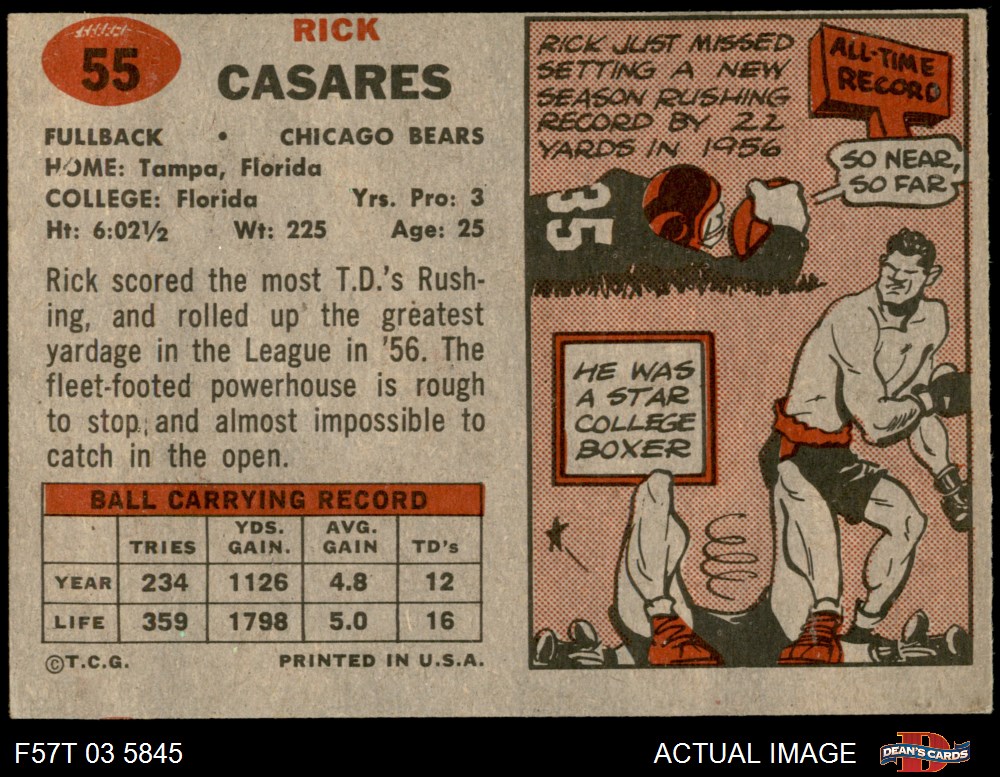 55
RICK
CASARES
FULLBACK • CHICAGO BEARS
HOME: Tampa, Florida
COLLEGE: Florida Yrs. Pro: 3
Ht: 6:02½ Wt: 225 Age: 25
Rick scored the most T.D.'s Rush-
ing, and rolled up the greatest
yardage in the League in '56. The
fleet-footed powerhouse is rough
to stop, and almost impossible to
catch in the open.
BALL CARRYING RECORD
TRIES YDS. GAIN. AVG. GAIN TD's
YEAR 234 1126 4.8 12
LIFE 359 1798 5.0 16
©T.C.G. PRINTED IN U.S.A.
RICK JUST MISSED
SETTING A NEW
SEASON RUSHING
RECORD BY 22
YARDS IN 1956
ALL-TIME
RECORD
SO NEAR,
SO FAR
35
HE WAS
A STAR
COLLEGE
BOXER
F57T 03 5845
ACTUAL IMAGE
DEAN'S CARDS